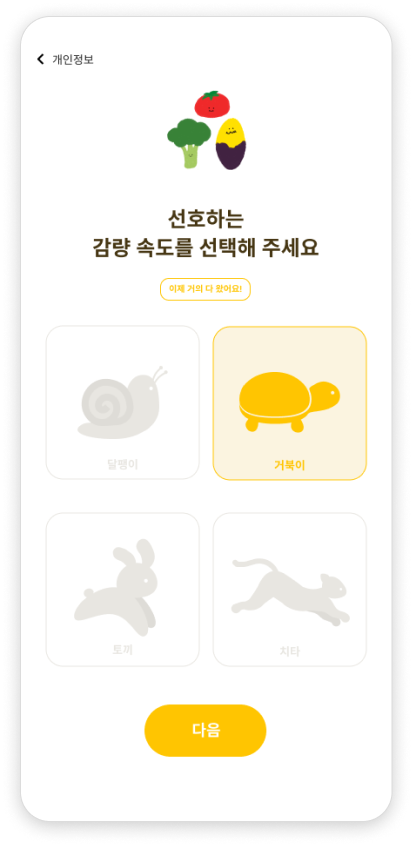 개인정보
선호하는
감량 속도를 선택해 주세요
이제 거의 다 왔어요!
달팽이
거북이
토끼
치타
다음